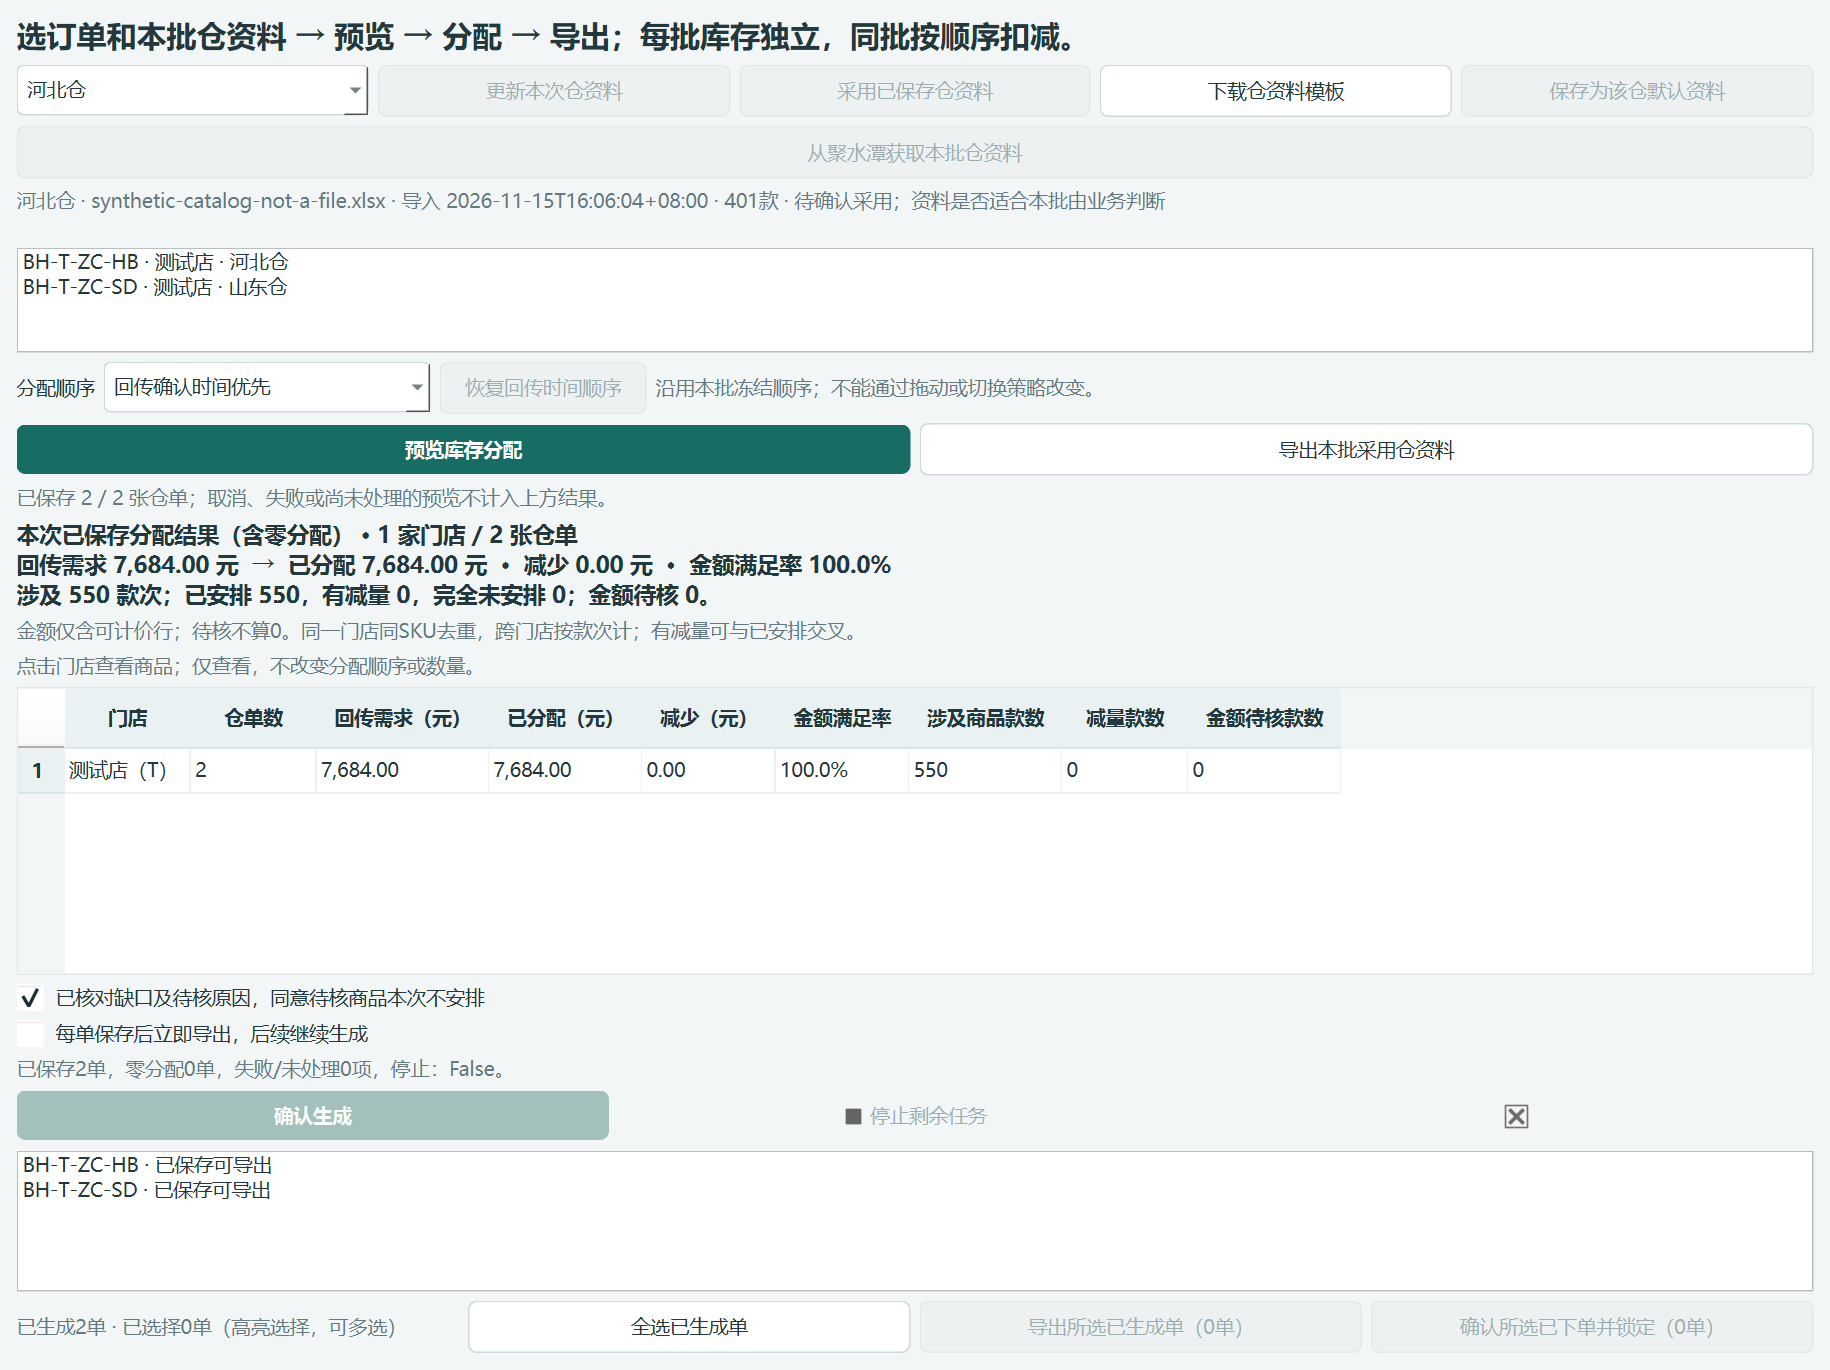 选订单和本批仓资料 → 预览 → 分配 → 导出；每批库存独立，同批按顺序扣减。
河北仓 更新本次仓资料 采用已保存仓资料 下载仓资料模板 保存为该仓默认资料
从聚水潭获取本批仓资料
河北仓 · synthetic-catalog-not-a-file.xlsx · 导入 2026-11-15T16:06:04+08:00 · 401款 · 待确认采用；资料是否适合本批由业务判断
BH-T-ZC-HB · 测试店 · 河北仓
BH-T-ZC-SD · 测试店 · 山东仓
分配顺序 回传确认时间优先 恢复回传时间顺序 沿用本批冻结顺序；不能通过拖动或切换策略改变。
预览库存分配 导出本批采用仓资料
已保存 2 / 2 张仓单；取消、失败或尚未处理的预览不计入上方结果。
本次已保存分配结果（含零分配） • 1 家门店 / 2 张仓单
回传需求 7,684.00 元 → 已分配 7,684.00 元 • 减少 0.00 元 • 金额满足率 100.0%
涉及 550 款次；已安排 550，有减量 0，完全未安排 0；金额待核 0。
金额仅含可计价行；待核不算0。同一门店同SKU去重，跨门店按款次计；有减量可与已安排交叉。
点击门店查看商品；仅查看，不改变分配顺序或数量。
门店 仓单数 回传需求（元） 已分配（元） 减少（元） 金额满足率 涉及商品款数 减量款数 金额待核款数
1 测试店（T） 2 7,684.00 7,684.00 0.00 100.0% 550 0 0
已核对缺口及待核原因，同意待核商品本次不安排
每单保存后立即导出，后续继续生成
已保存2单，零分配0单，失败/未处理0项，停止：False。
确认生成 停止剩余任务
BH-T-ZC-HB · 已保存可导出
BH-T-ZC-SD · 已保存可导出
已生成2单 · 已选择0单（高亮选择，可多选） 全选已生成单 导出所选已生成单（0单） 确认所选已下单并锁定（0单）